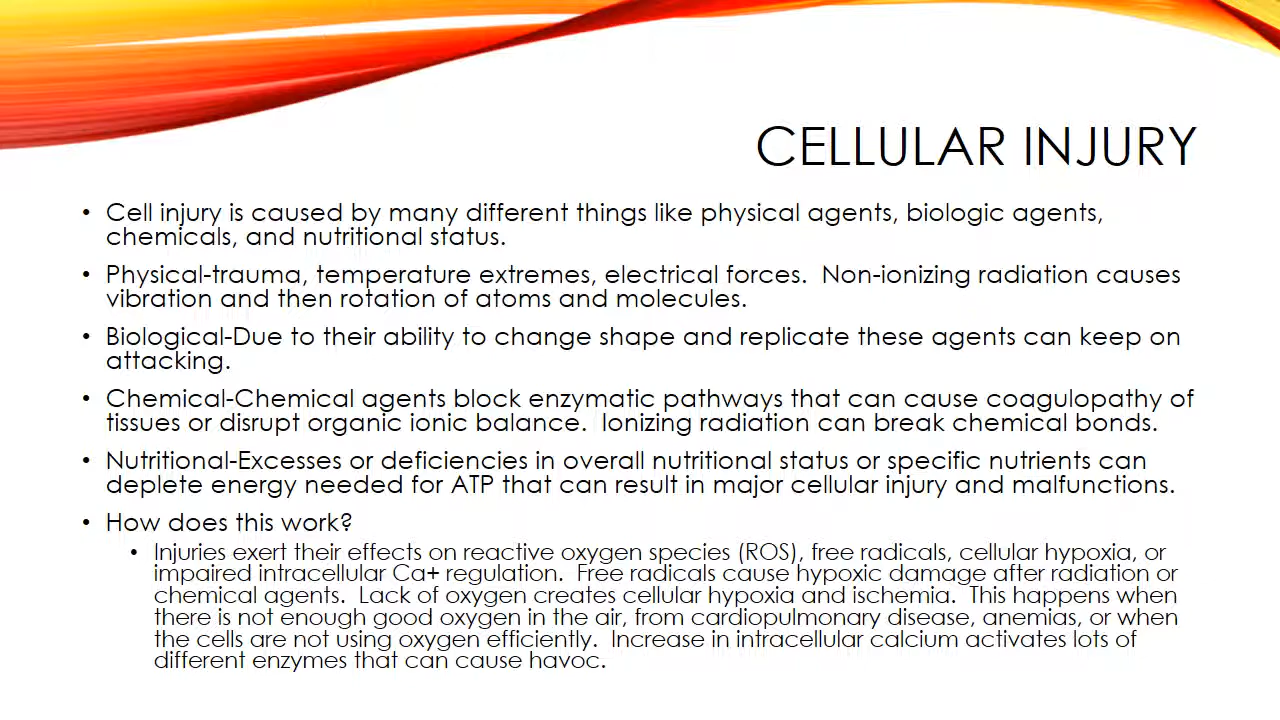 CELLULAR INJURY
• Cell injury is caused by many different things like physical agents, biologic agents,
chemicals, and nutritional status.
• Physical-trauma, temperature extremes, electrical forces.  Non-ionizing radiation causes
vibration and then rotation of atoms and molecules.
• Biological-Due to their ability to change shape and replicate these agents can keep on
attacking.
• Chemical-Chemical agents block enzymatic pathways that can cause coagulopathy of
tissues or disrupt organic ionic balance.  Ionizing radiation can break chemical bonds.
• Nutritional-Excesses or deficiencies in overall nutritional status or specific nutrients can
deplete energy needed for ATP that can result in major cellular injury and malfunctions.
• How does this work?
• Injuries exert their effects on reactive oxygen species (ROS), free radicals, cellular hypoxia, or
impaired intracellular Ca+ regulation.  Free radicals cause hypoxic damage after radiation or
chemical agents.  Lack of oxygen creates cellular hypoxia and ischemia.  This happens when
there is not enough good oxygen in the air, from cardiopulmonary disease, anemias, or when
the cells are not using oxygen efficiently.  Increase in intracellular calcium activates lots of
different enzymes that can cause havoc.